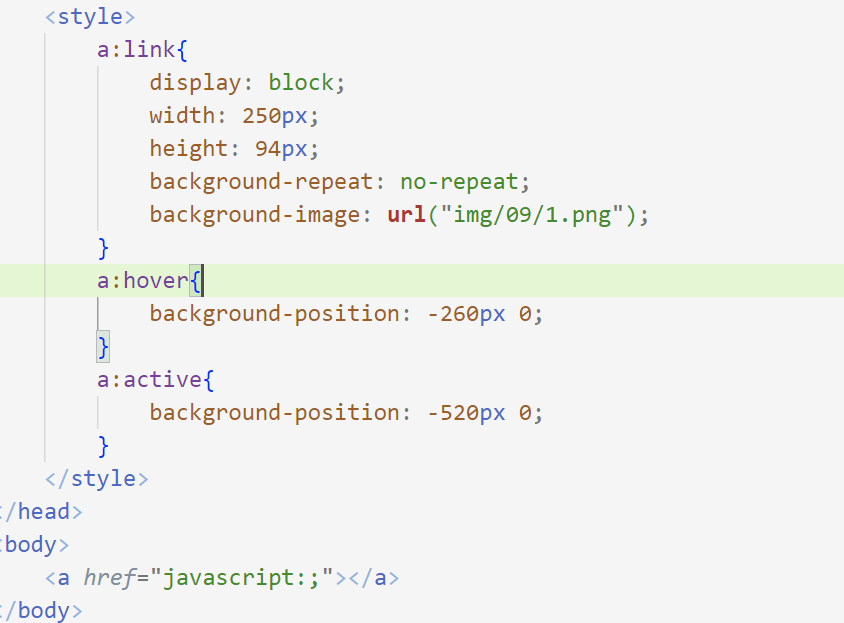 <style>
a:link{
display: block;
width: 250px;
height: 94px;
background-repeat: no-repeat;
background-image: url("img/09/1.png");
}
a:hover{
background-position: -260px 0;
}
a:active{
background-position: -520px 0;
}
</style>
</head>
body>
<a href="javascript:;"></a>
</body>